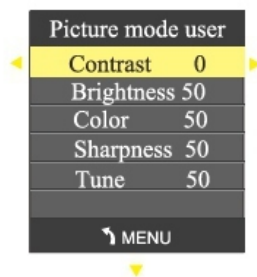 Picture mode user
Contrast 0
Brightness 50
Color 50
Sharpness 50
Tune 50
MENU